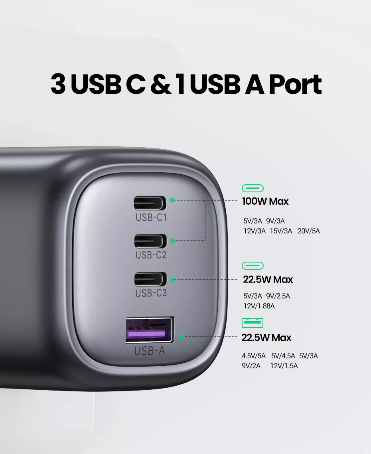 3 USB C & 1 USB A Port
USB-C1
100W Max
5V/3A 9V/3A
12V/3A 15V/3A 20V/5A
USB-C2
USB-C3
22.5W Max
5V/3A 9V/2.5A
12V/1.88A
USB-A
22.5W Max
4.5V/5A 5V/4.5A 5V/3A
9V/2A 12V/1.5A